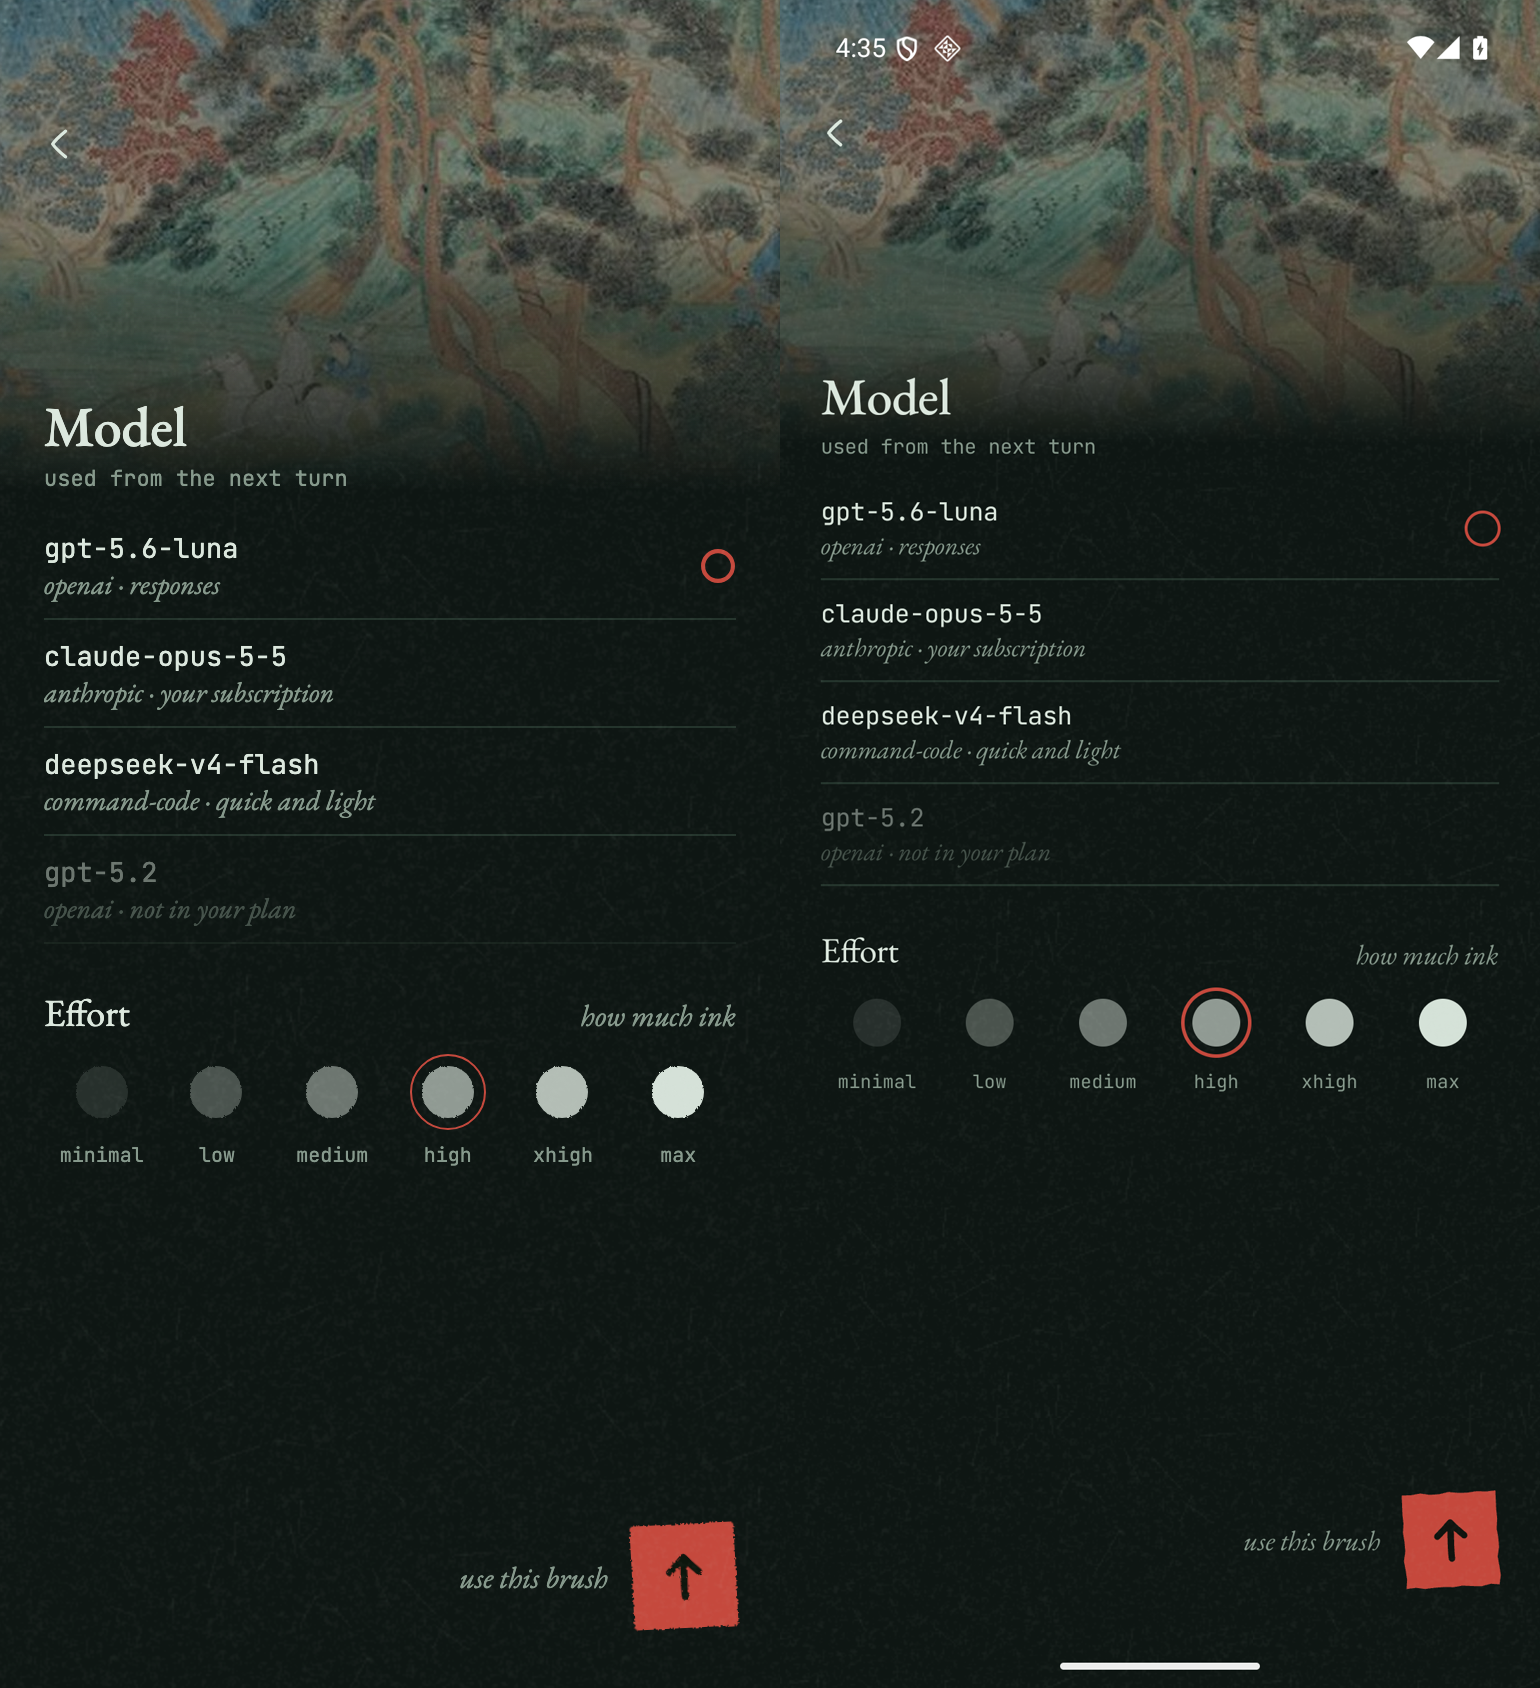 Model
used from the next turn
gpt-5.6-luna
openai · responses
claude-opus-5-5
anthropic · your subscription
deepseek-v4-flash
command-code · quick and light
gpt-5.2
openai · not in your plan
Effort
how much ink
minimal low medium high xhigh max
use this brush
4:35
Model
used from the next turn
gpt-5.6-luna
openai · responses
claude-opus-5-5
anthropic · your subscription
deepseek-v4-flash
command-code · quick and light
gpt-5.2
openai · not in your plan
Effort
how much ink
minimal low medium high xhigh max
use this brush